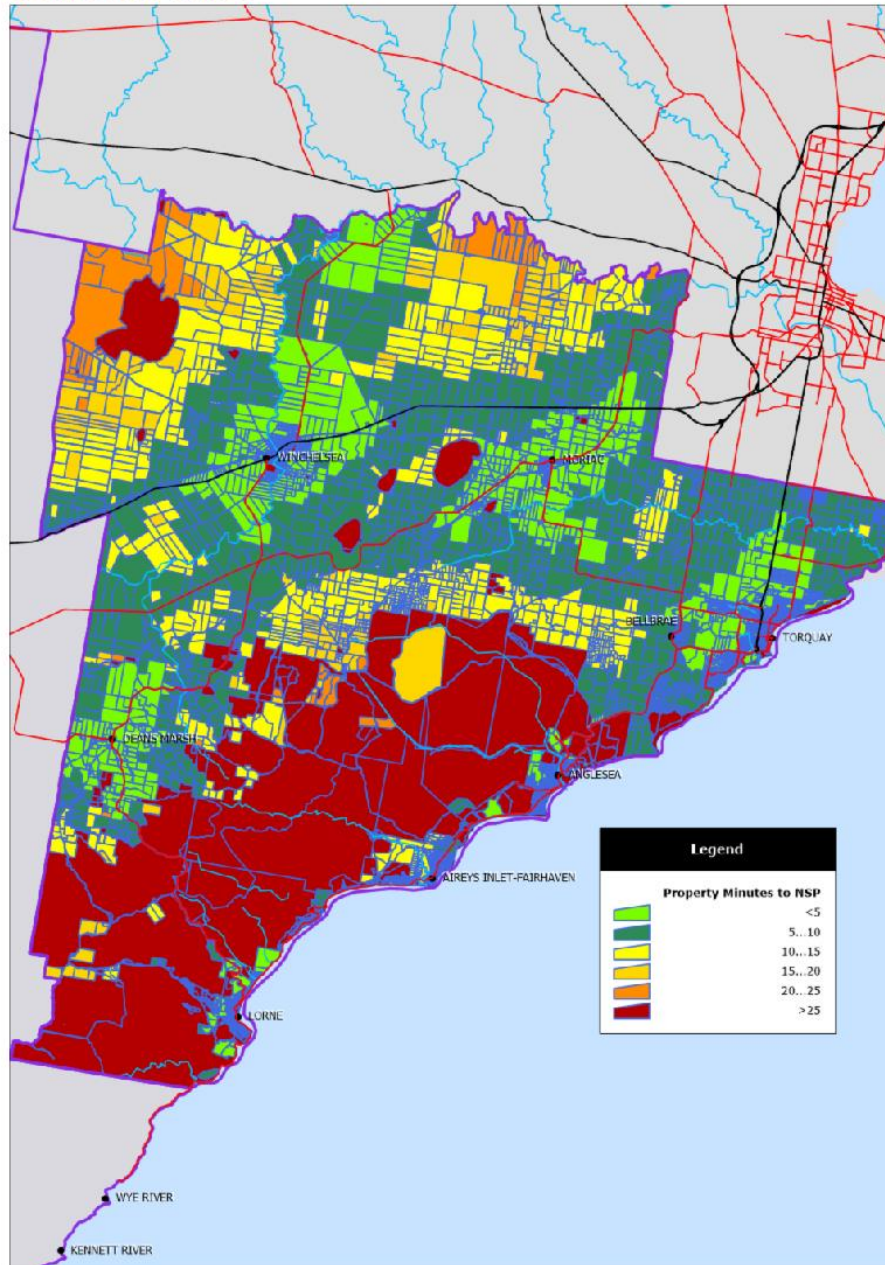 WINCHELSEA
MORIAC
BELLBRAE
TORQUAY
DEANS MARSH
ANGLESEA
Legend
Property Minutes to NSP
<5
5...10
10...15
15...20
20...25
>25
AIREYS INLET-FAIRHAVEN
LORNE
WYE RIVER
KENNETT RIVER